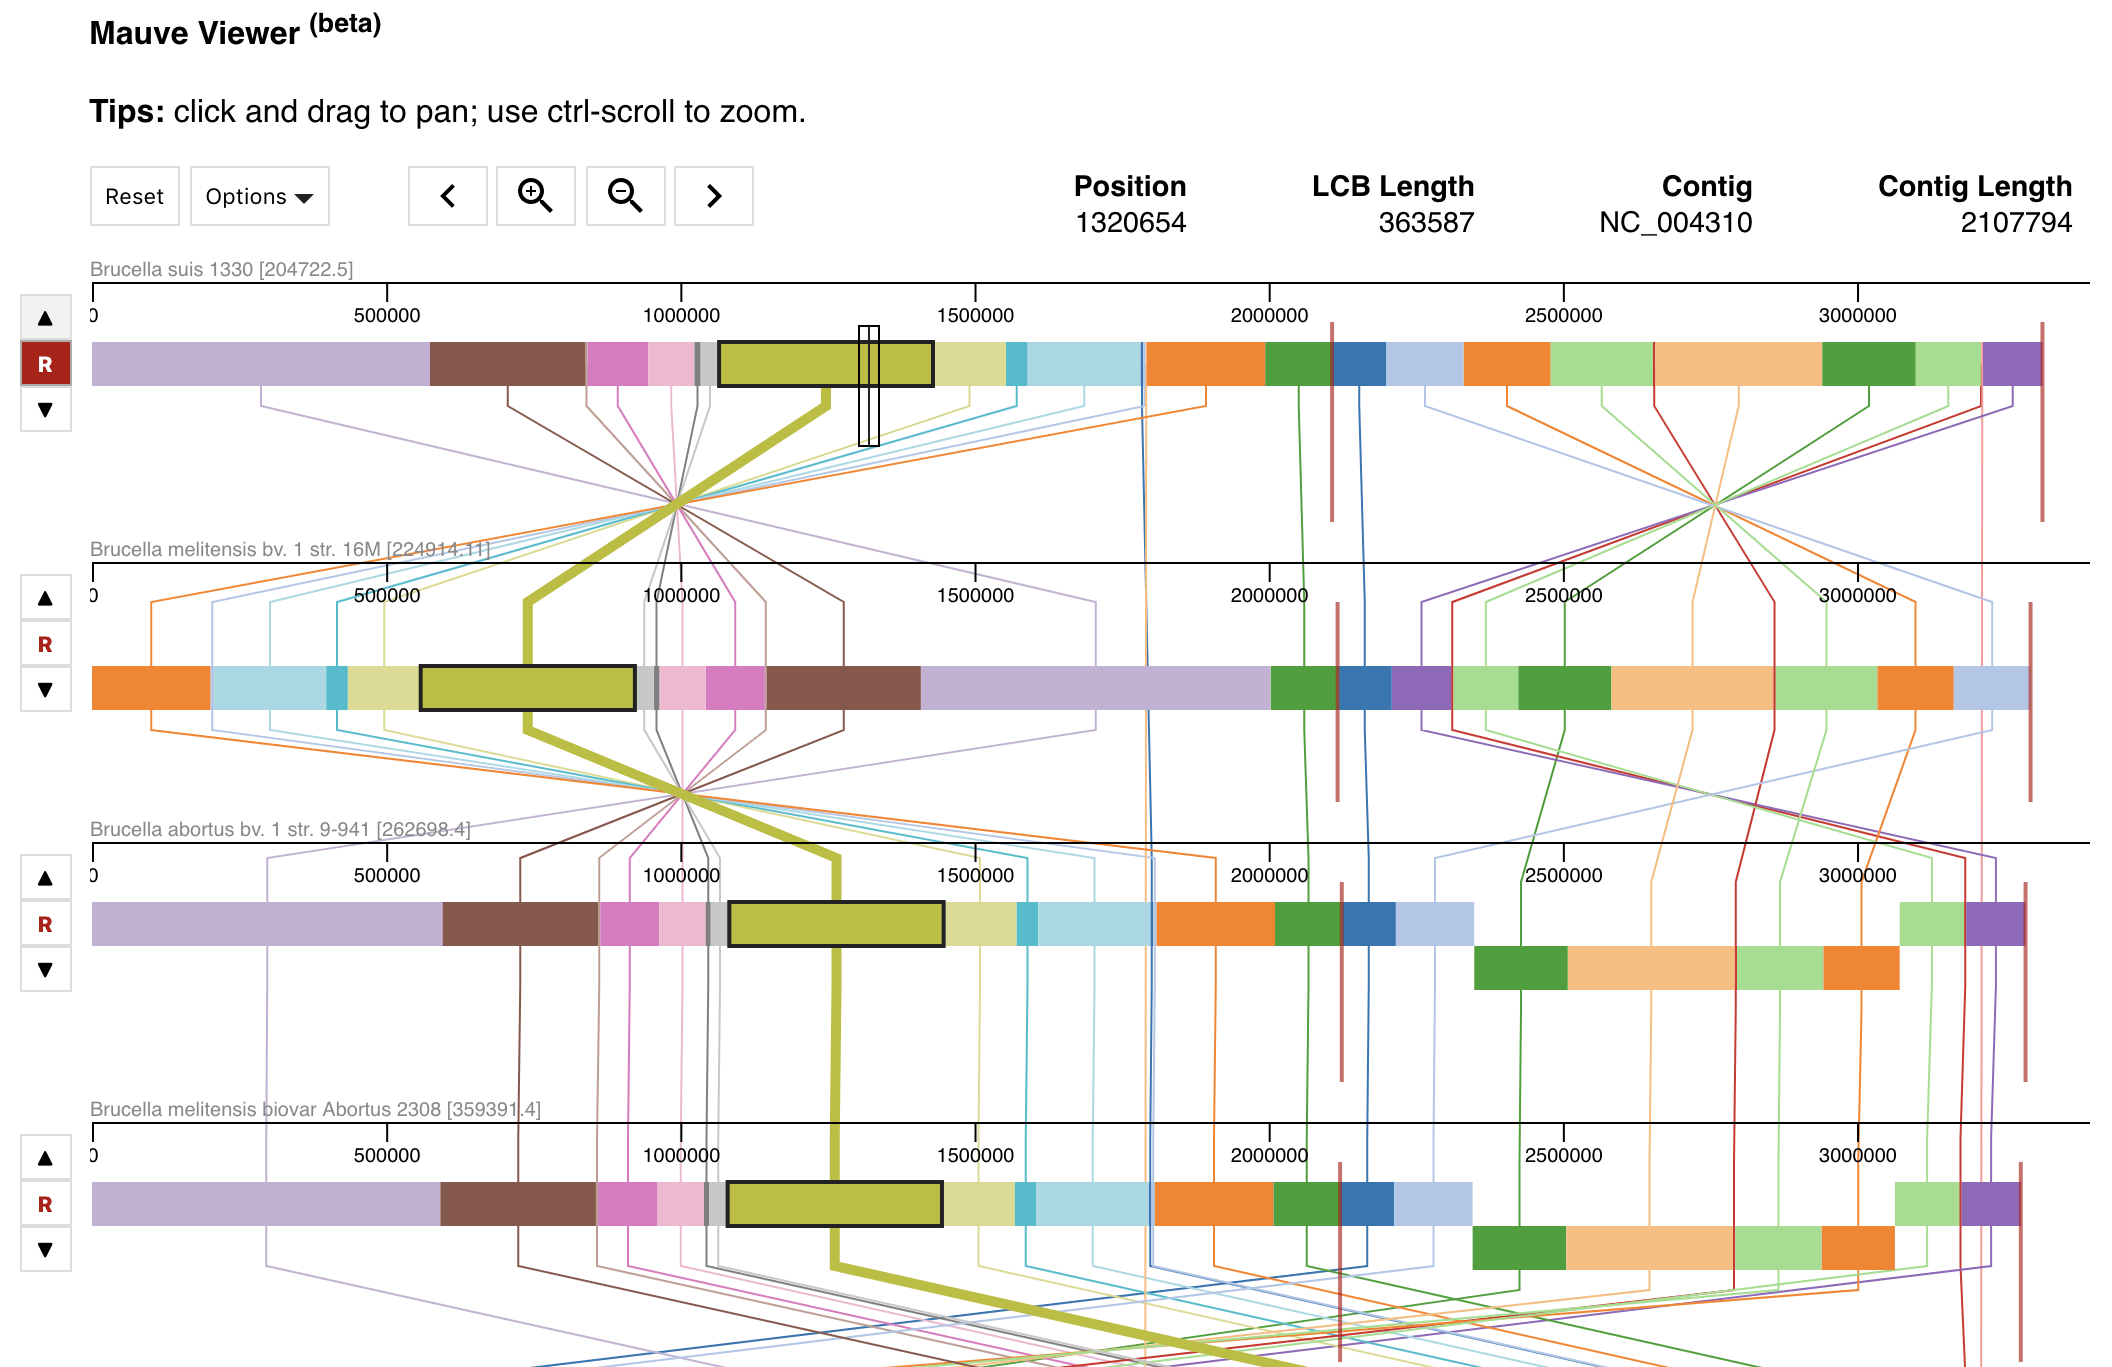 Mauve Viewer (beta)
Tips: click and drag to pan; use ctrl-scroll to zoom.
Reset Options Position LCB Length Contig Contig Length
1320654 363587 NC_004310 2107794
Brucella suis 1330 [204722.5]
0 500000 1000000 1500000 2000000 2500000 3000000
R
Brucella melitensis bv. 1 str. 16M [224914.11]
0 500000 1000000 1500000 2000000 2500000 3000000
R
Brucella abortus bv. 1 str. 9-941 [262698.4]
0 500000 1000000 1500000 2000000 2500000 3000000
R
Brucella melitensis biovar Abortus 2308 [359391.4]
0 500000 1000000 1500000 2000000 2500000 3000000
R